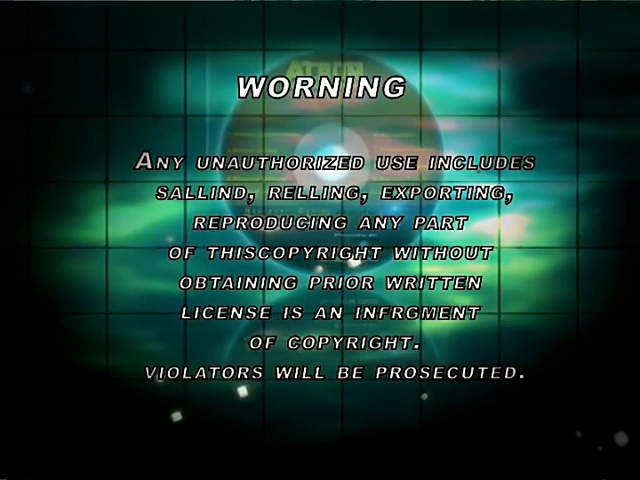 WORNING
ANY UNAUTHORIZED USE INCLUDES
SALLIND, RELLING, EXPORTING,
REPRODUCING ANY PART
OF THISCOPYRIGHT WITHOUT
OBTAINING PRIOR WRITTEN
LICENSE IS AN INFRGMENT
OF COPYRIGHT.
VIOLATORS WILL BE PROSECUTED.